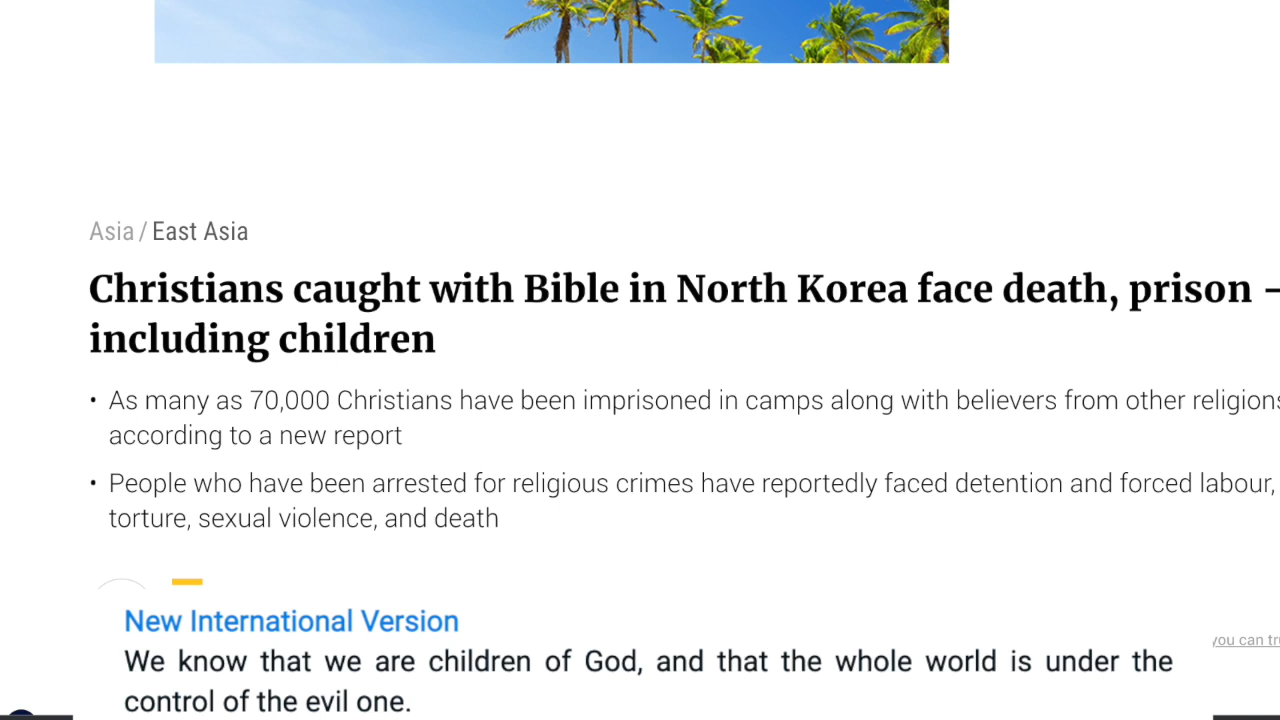 Asia / East Asia
Christians caught with Bible in North Korea face death, prison –
including children
• As many as 70,000 Christians have been imprisoned in camps along with believers from other religions
according to a new report
• People who have been arrested for religious crimes have reportedly faced detention and forced labour,
torture, sexual violence, and death
New International Version
you can tr
We know that we are children of God, and that the whole world is under the
control of the evil one.